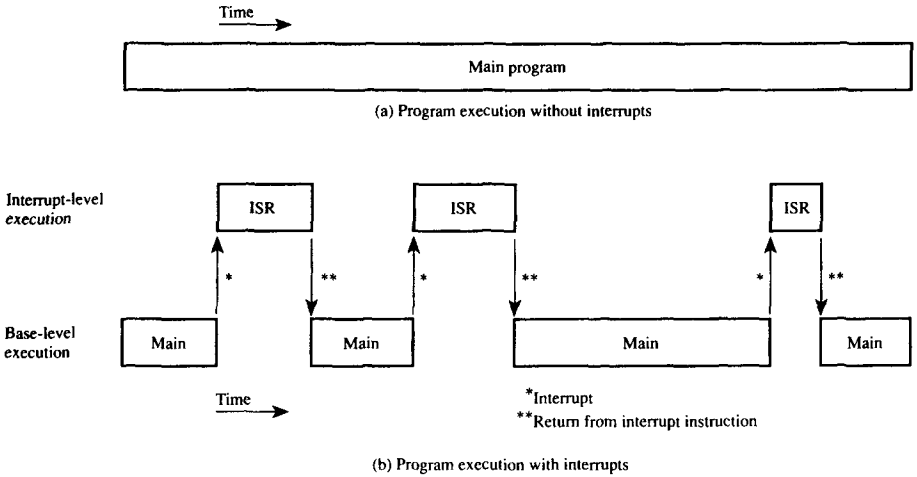 Time
Main program
(a) Program execution without interrupts
Interrupt-level
execution
ISR
ISR
ISR
*
**
*
**
*
**
Base-level
execution
Main
Main
Main
Main
Time
*Interrupt
**Return from interrupt instruction
(b) Program execution with interrupts